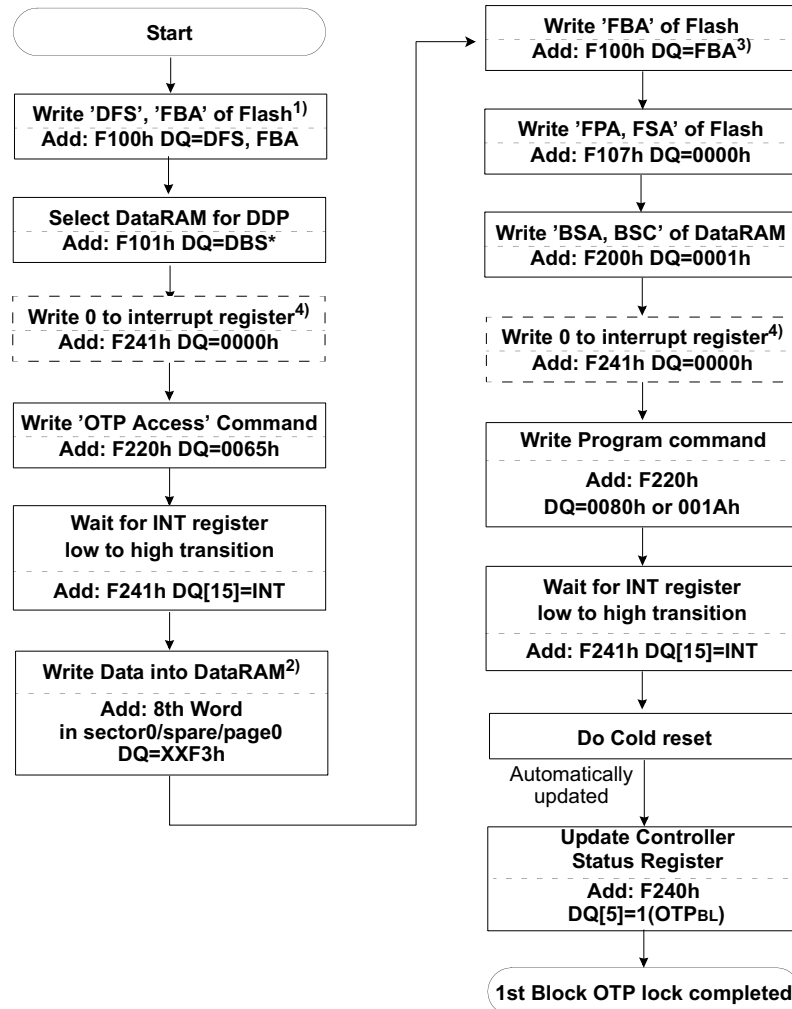 Start
Write 'DFS', 'FBA' of Flash1)
Add: F100h DQ=DFS, FBA
Select DataRAM for DDP
Add: F101h DQ=DBS*
Write 0 to interrupt register4)
Add: F241h DQ=0000h
Write 'OTP Access' Command
Add: F220h DQ=0065h
Wait for INT register
low to high transition
Add: F241h DQ[15]=INT
Write Data into DataRAM2)
Add: 8th Word
in sector0/spare/page0
DQ=XXF3h
Write 'FBA' of Flash
Add: F100h DQ=FBA3)
Write 'FPA, FSA' of Flash
Add: F107h DQ=0000h
Write 'BSA, BSC' of DataRAM
Add: F200h DQ=0001h
Write 0 to interrupt register4)
Add: F241h DQ=0000h
Write Program command
Add: F220h
DQ=0080h or 001Ah
Wait for INT register
low to high transition
Add: F241h DQ[15]=INT
Do Cold reset
Automatically
updated
Update Controller
Status Register
Add: F240h
DQ[5]=1(OTPBL)
1st Block OTP lock completed